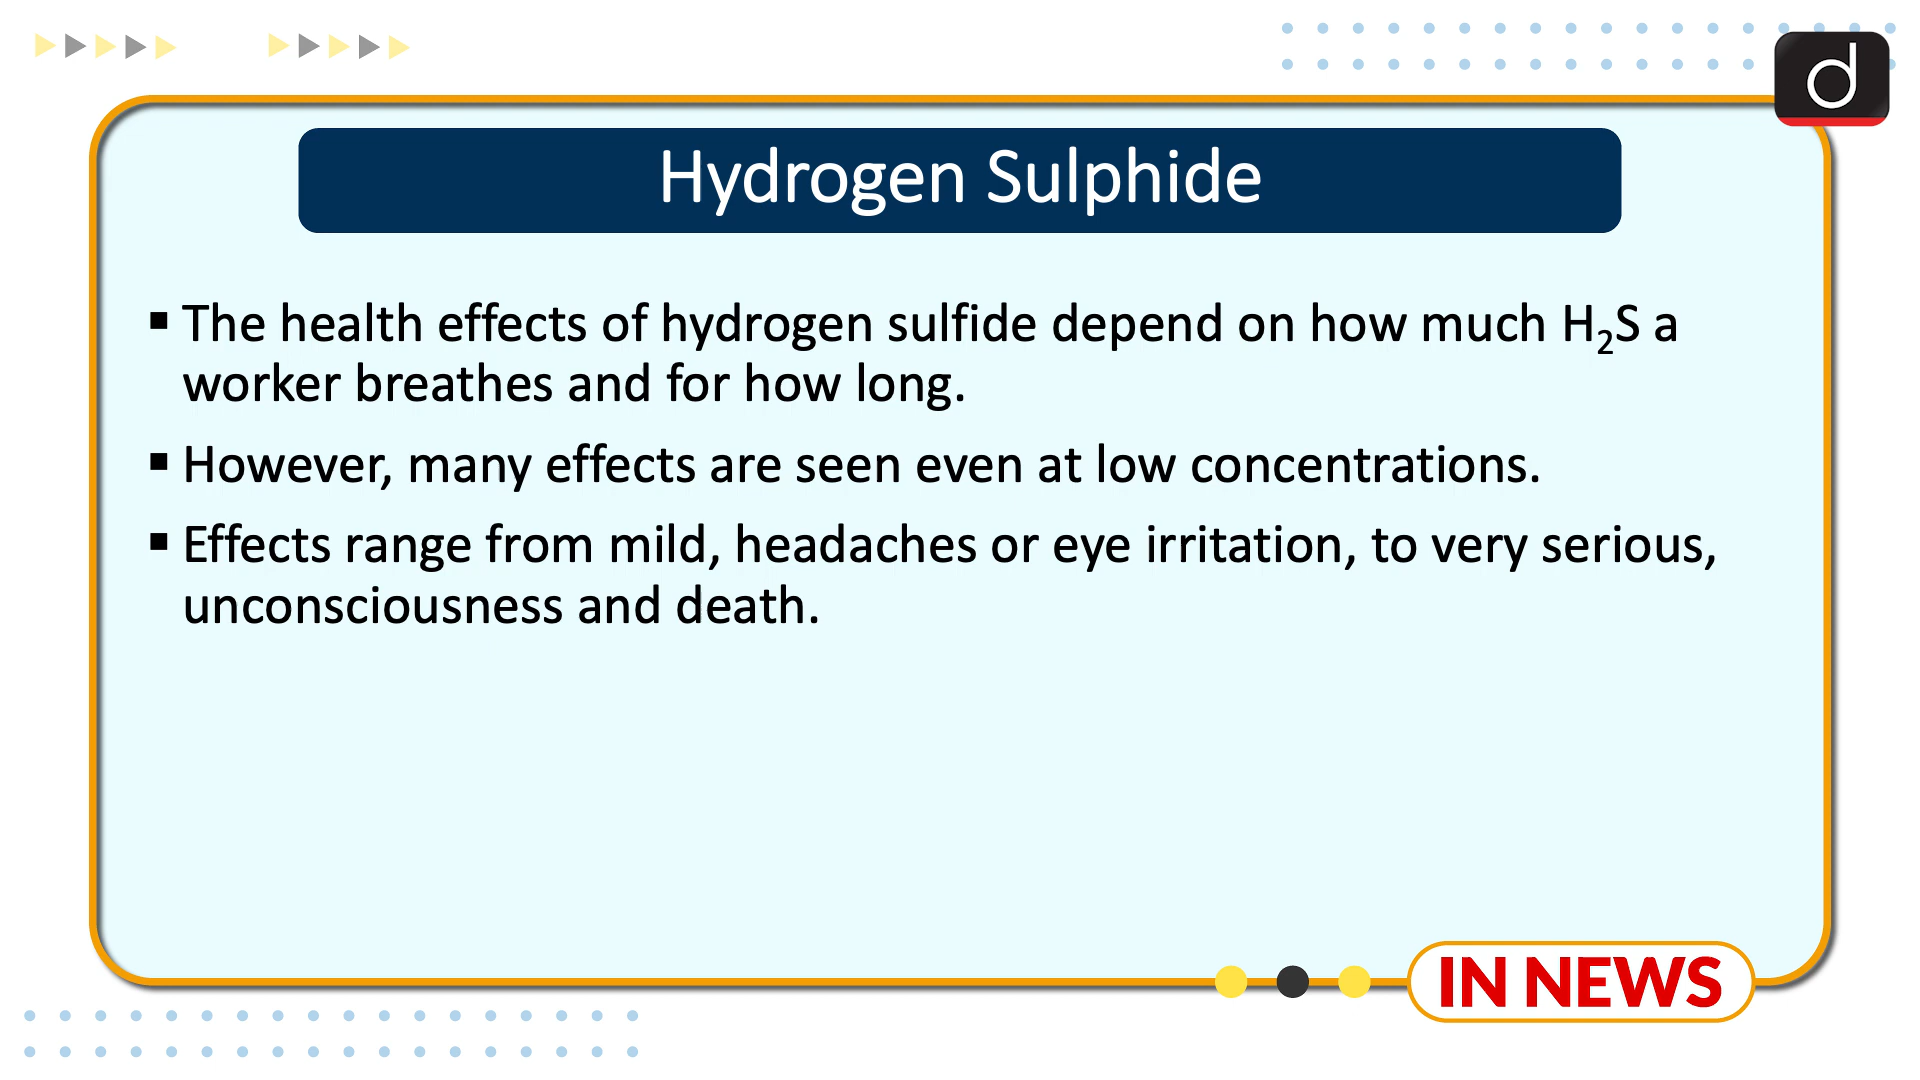 d
Hydrogen Sulphide
▪ The health effects of hydrogen sulfide depend on how much H₂S a
worker breathes and for how long.
▪ However, many effects are seen even at low concentrations.
▪ Effects range from mild, headaches or eye irritation, to very serious,
unconsciousness and death.
IN NEWS